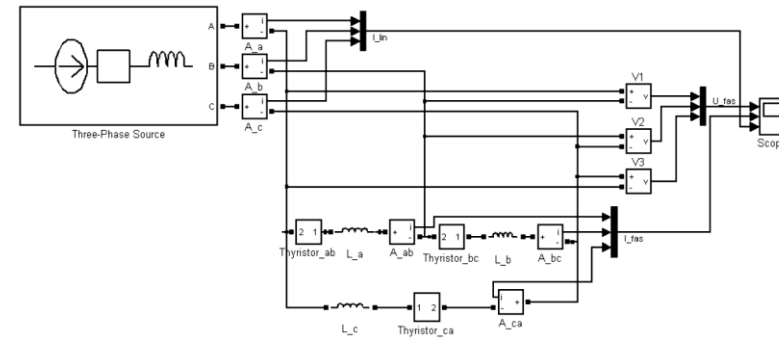 A
B
C
Three-Phase Source
+
i
-
A_a
+
i
-
A_b
+
i
-
A_c
I_lin
V1
+
-
v
V2
+
-
v
V3
+
-
v
U_fas
Scop
2 1
Thyristor_ab
L_a
+
i
-
A_ab
2 1
Thyristor_bc
L_b
+
i
-
A_bc
I_fas
L_c
1 2
Thyristor_ca
i
-
+
A_ca